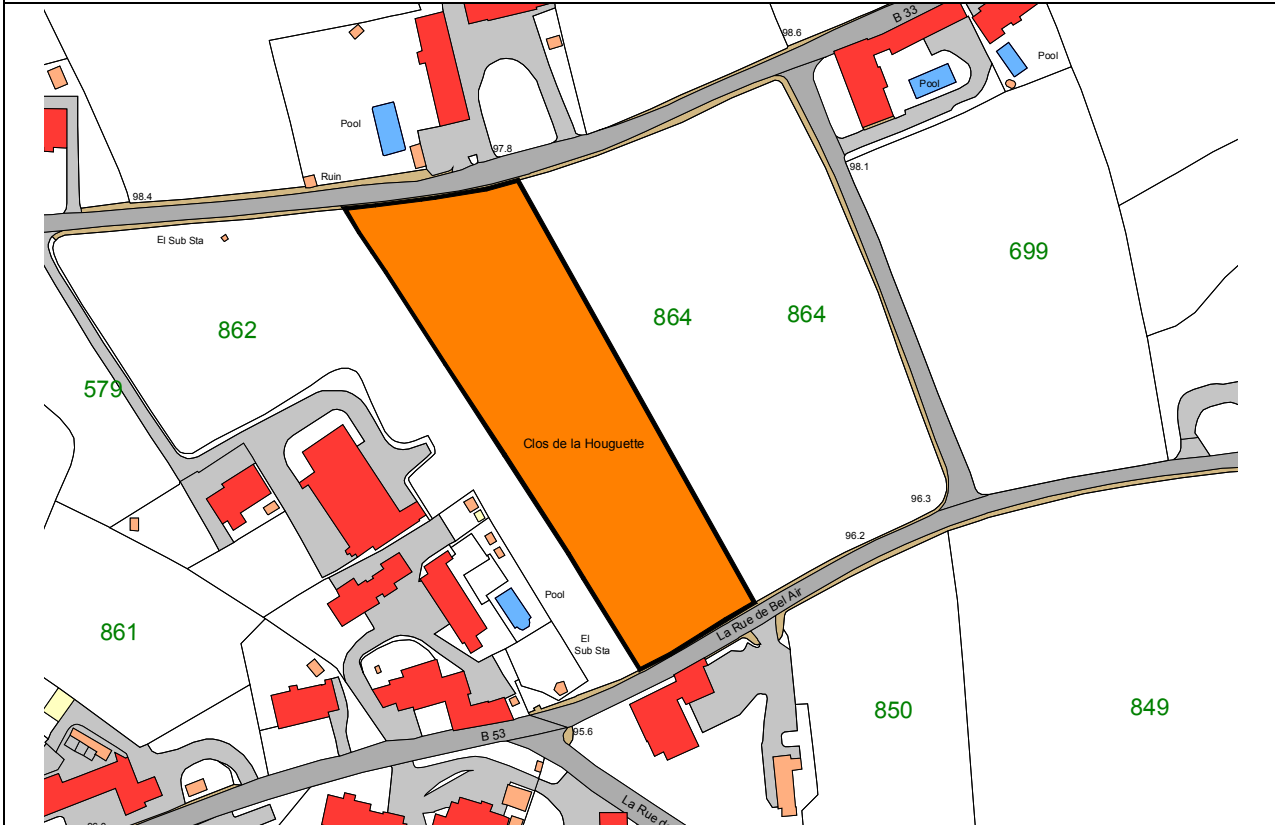 B 33
98.6
Pool
Pool
Pool
97.8
98.1
Ruin
98.4
El Sub Sta
699
862
864
864
579
Clos de la Houguette
96.3
96.2
Pool
La Rue de Bel Air
861
El
Sub Sta
850
849
B 53
95.6
La Rue de